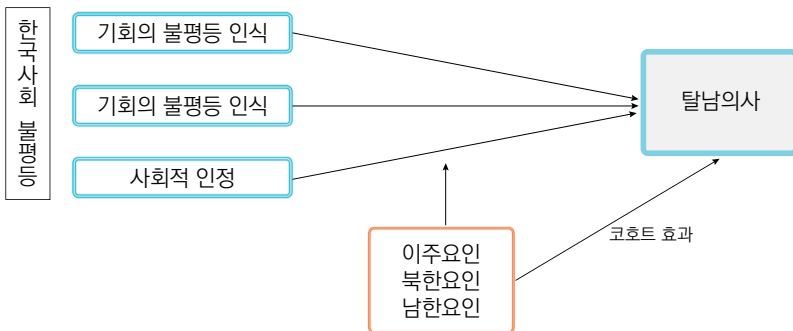 한국사회 불평등
기회의 불평등 인식
기회의 불평등 인식
사회적 인정
탈남의사
이주요인
북한요인
남한요인
코호트 효과